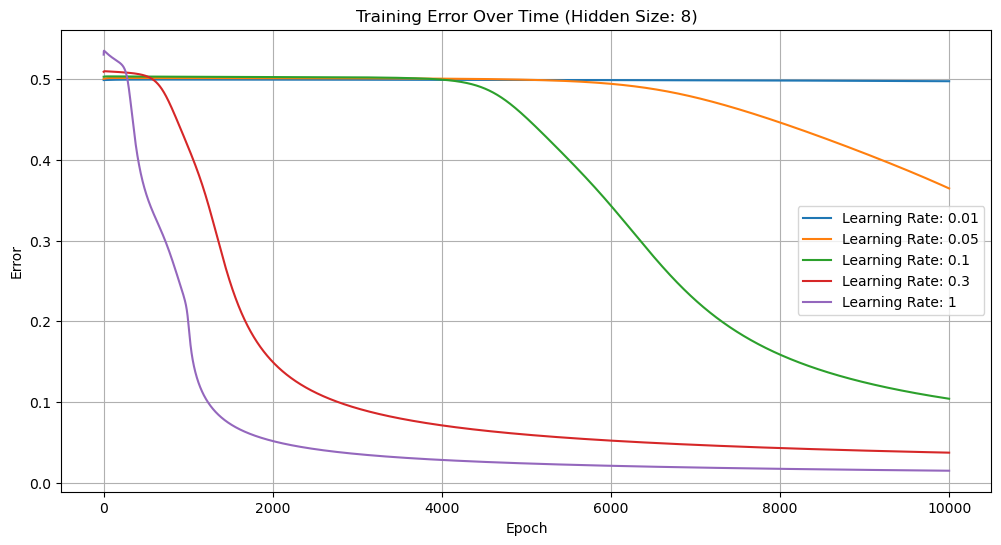 Training Error Over Time (Hidden Size: 8)
Error
0.5
0.4
0.3
0.2
0.1
0.0
Learning Rate: 0.01
Learning Rate: 0.05
Learning Rate: 0.1
Learning Rate: 0.3
Learning Rate: 1
0 2000 4000 6000 8000 10000
Epoch